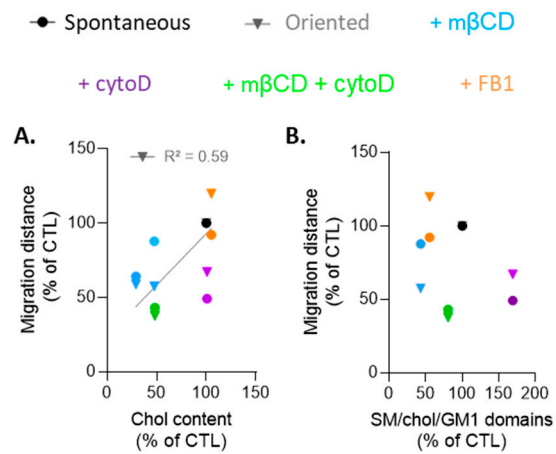 Spontaneous Oriented + mβCD
+ cytoD + mβCD + cytoD + FB1
A. B.
R² = 0.59
Migration distance
(% of CTL)
150
100
50
0
0 50 100 150
Chol content
(% of CTL)
Migration distance
(% of CTL)
150
100
50
0
0 50 100 150 200
SM/chol/GM1 domains
(% of CTL)